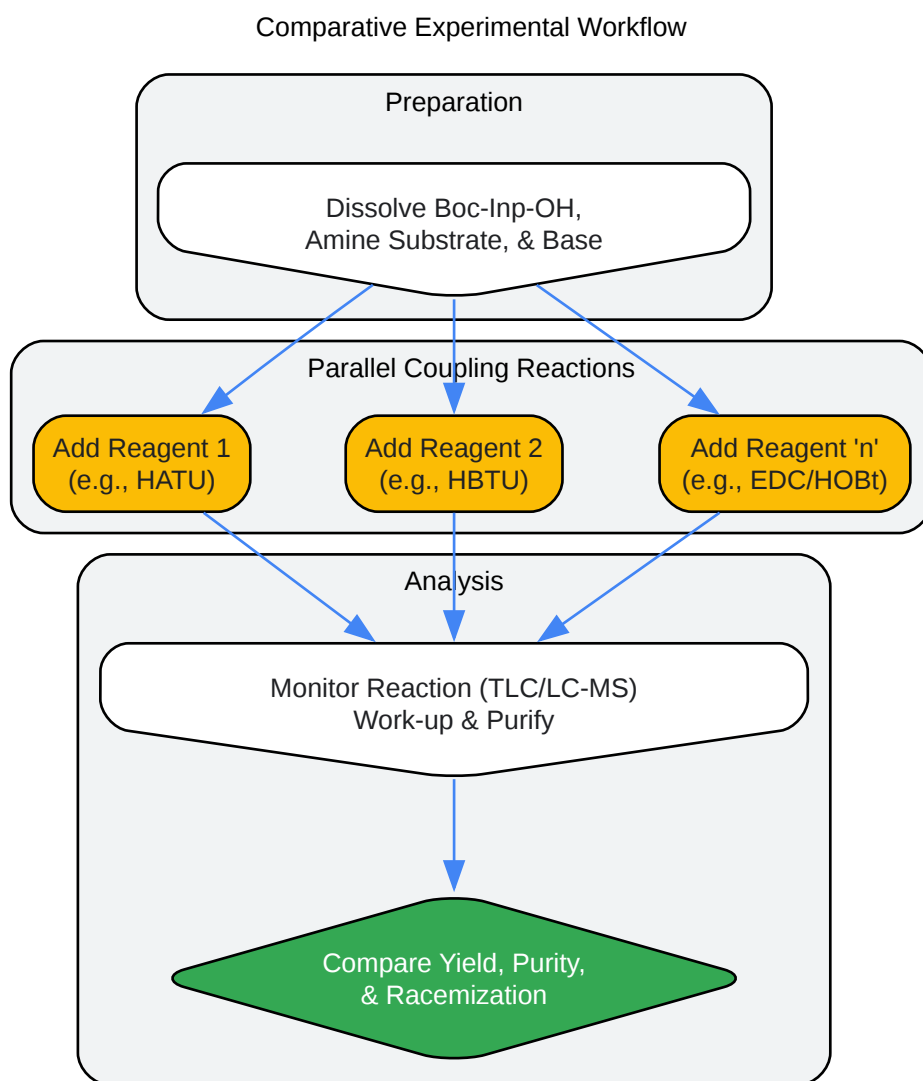 Comparative Experimental Workflow
Preparation
Dissolve Boc-Inp-OH,
Amine Substrate, & Base
Parallel Coupling Reactions
Add Reagent 1
(e.g., HATU)
Add Reagent 2
(e.g., HBTU)
Add Reagent 'n'
(e.g., EDC/HOBt)
Analysis
Monitor Reaction (TLC/LC-MS)
Work-up & Purify
Compare Yield, Purity,
& Racemization